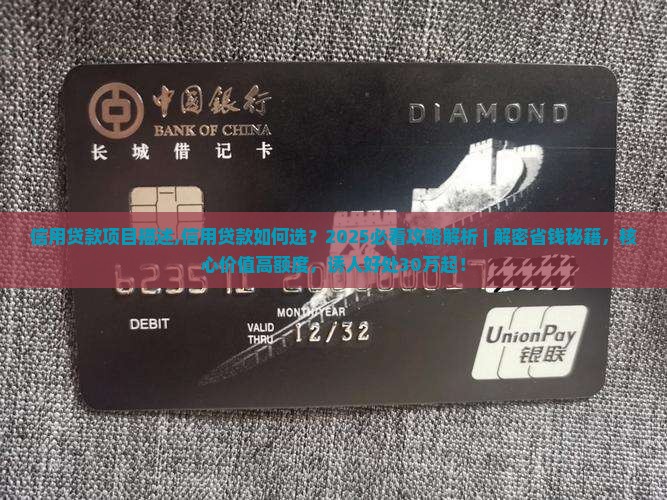 中国银行
BANK OF CHINA
长城借记卡
DIAMOND
信用贷款项目概述,信用贷款如何选？2025必看攻略解析 | 解密省钱秘籍，核
心价值高额度，诱人好处30万起！
DEBIT
MONTH/YEAR
VALID
THRU
12/32
UnionPay
银联